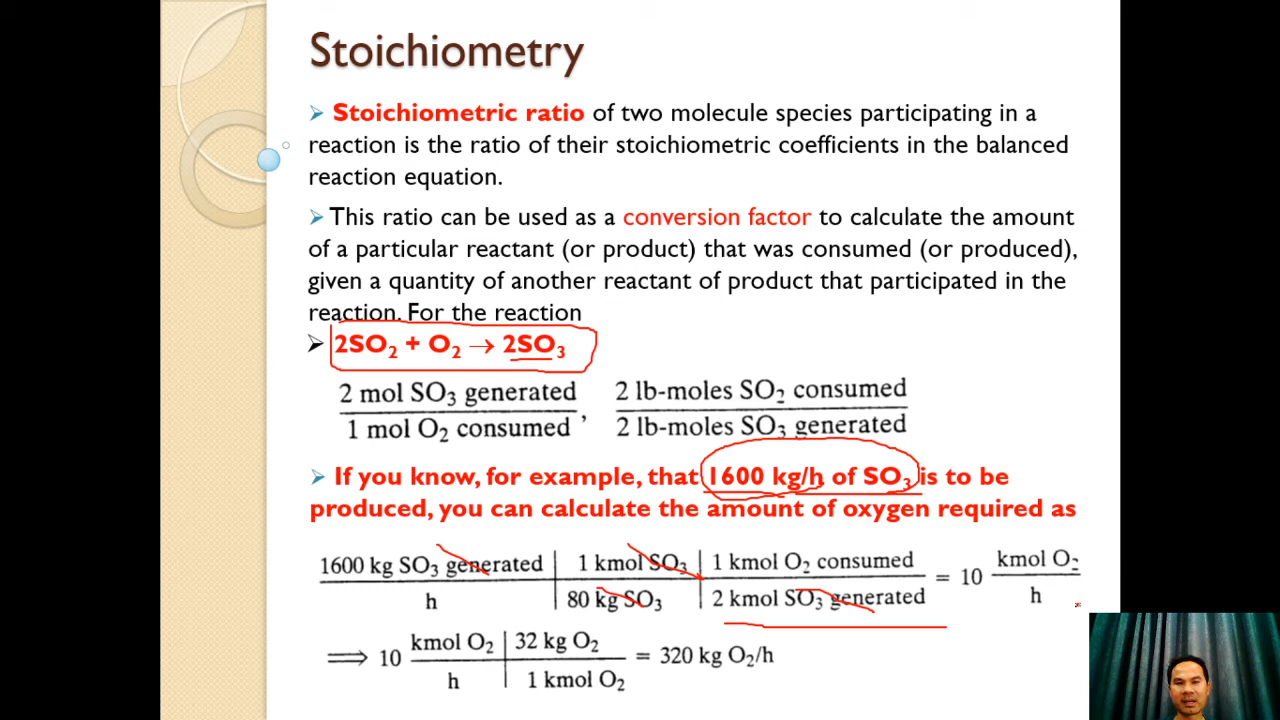 Stoichiometry
➢ Stoichiometric ratio of two molecule species participating in a
reaction is the ratio of their stoichiometric coefficients in the balanced
reaction equation.
➢ This ratio can be used as a conversion factor to calculate the amount
of a particular reactant (or product) that was consumed (or produced),
given a quantity of another reactant of product that participated in the
reaction. For the reaction
➢ 2SO₂ + O₂ → 2SO₃
2 mol SO₃ generated / 1 mol O₂ consumed , 2 lb-moles SO₂ consumed / 2 lb-moles SO₃ generated
➢ If you know, for example, that 1600 kg/h of SO₃ is to be
produced, you can calculate the amount of oxygen required as
1600 kg SO₃ generated | 1 kmol SO₃ | 1 kmol O₂ consumed = 10 kmol O₂
h | 80 kg SO₃ | 2 kmol SO₃ generated h
⟹ 10 kmol O₂ | 32 kg O₂ = 320 kg O₂/h
h | 1 kmol O₂